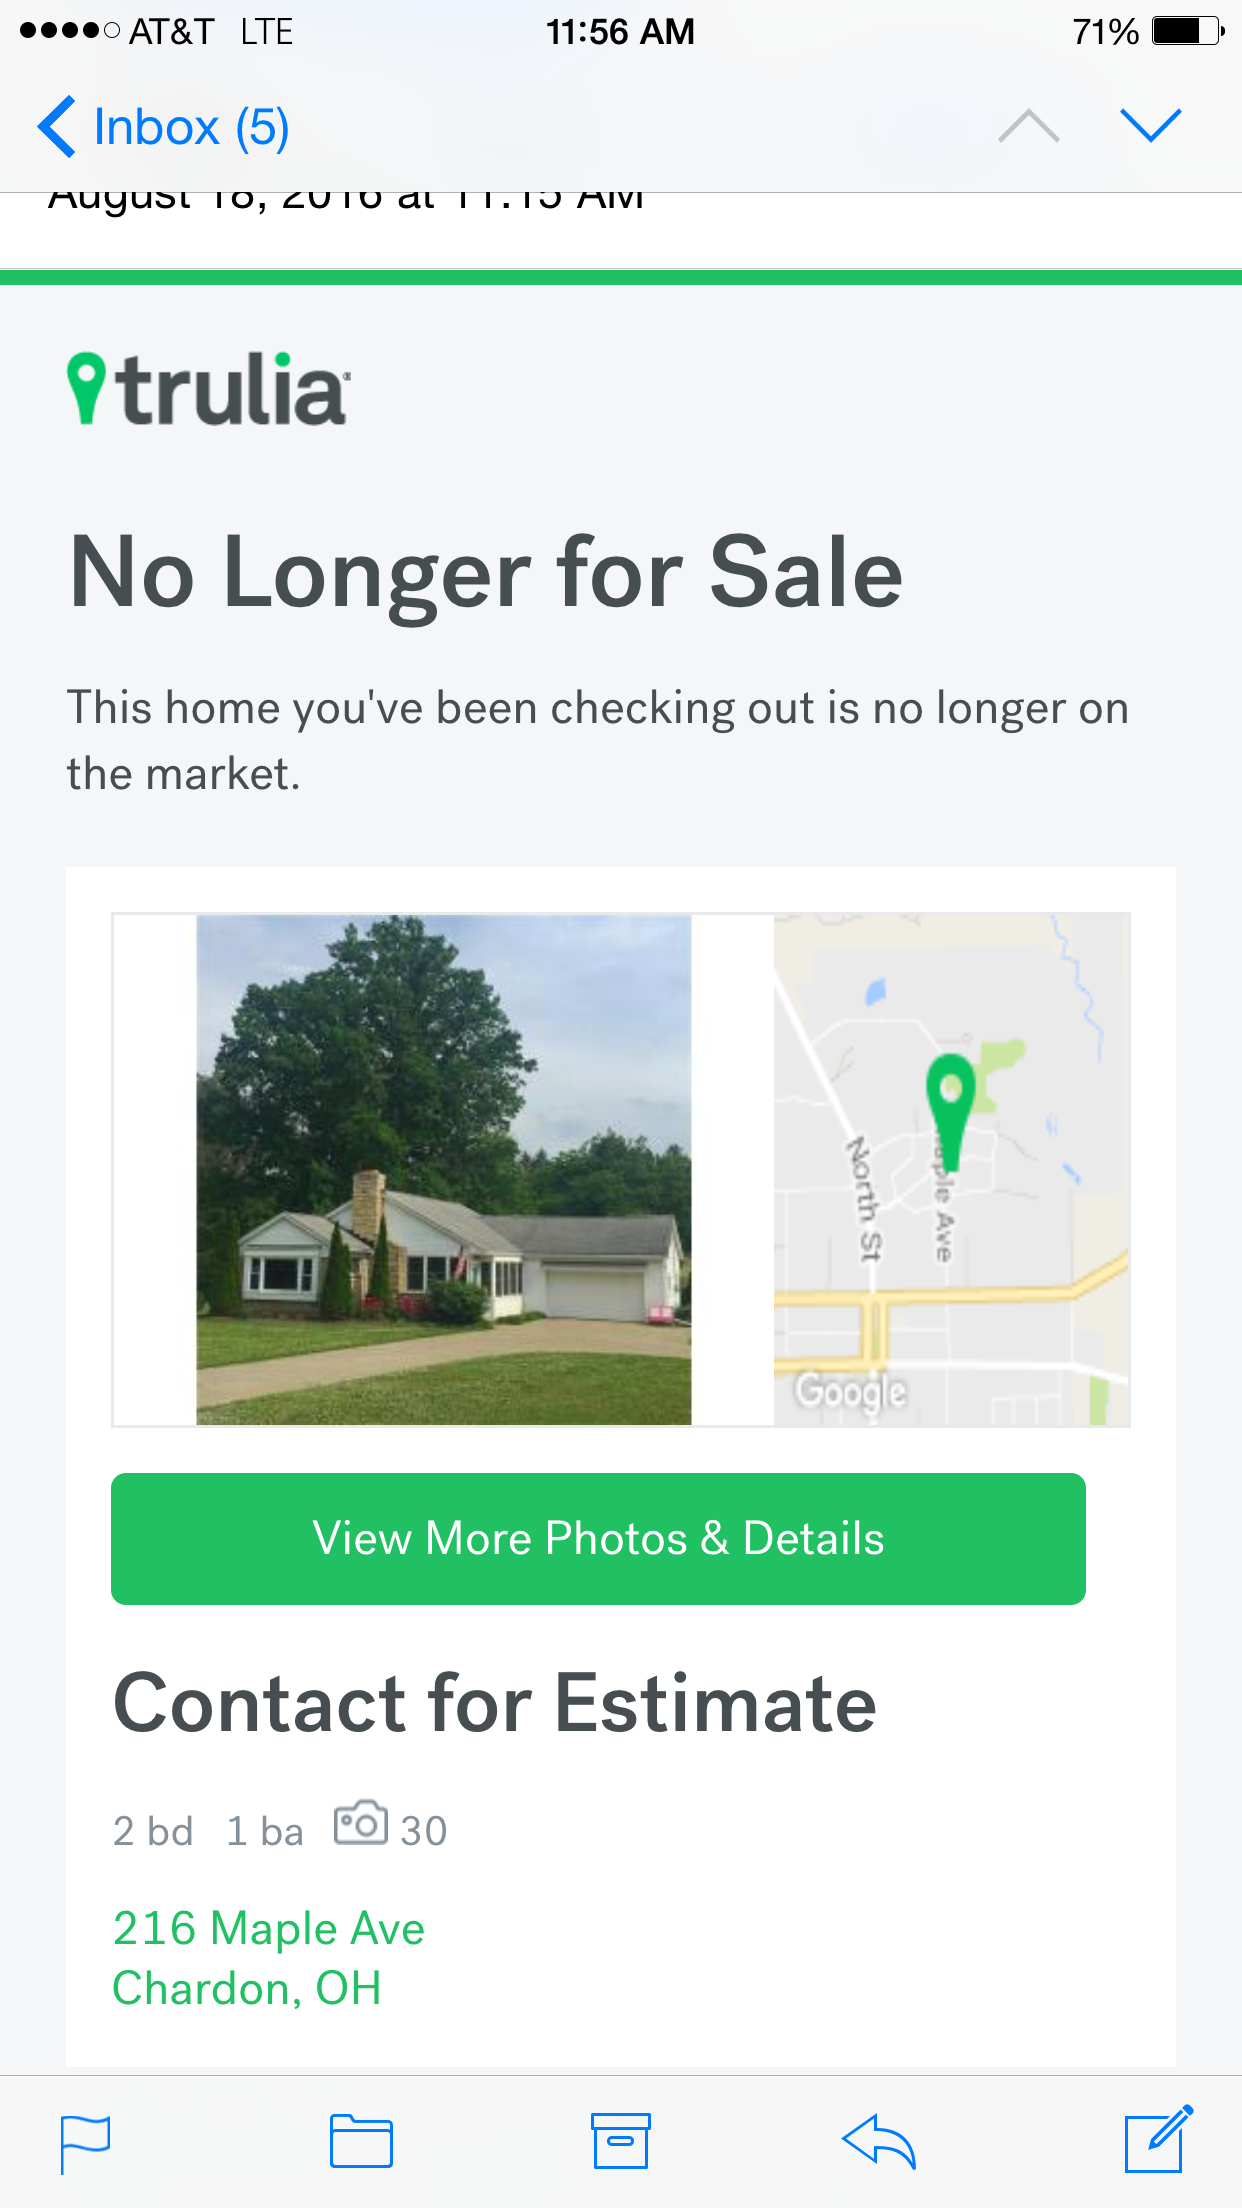 AT&T LTE 11:56 AM 71%
Inbox (5)
August 18, 2016 at 11:15 AM
trulia
No Longer for Sale
This home you've been checking out is no longer on
the market.
North St
Maple Ave
Google
View More Photos & Details
Contact for Estimate
2 bd 1 ba 30
216 Maple Ave
Chardon, OH